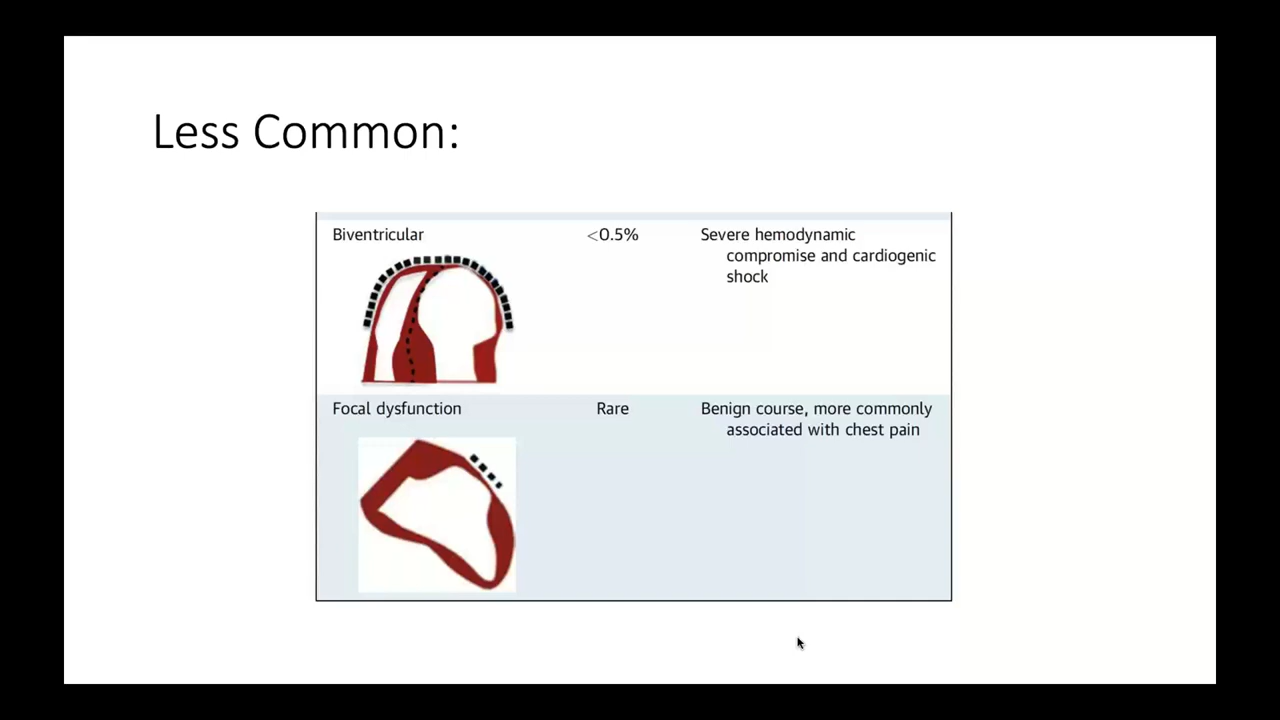 Less Common:
Biventricular <0.5% Severe hemodynamic
compromise and cardiogenic
shock
Focal dysfunction Rare Benign course, more commonly
associated with chest pain